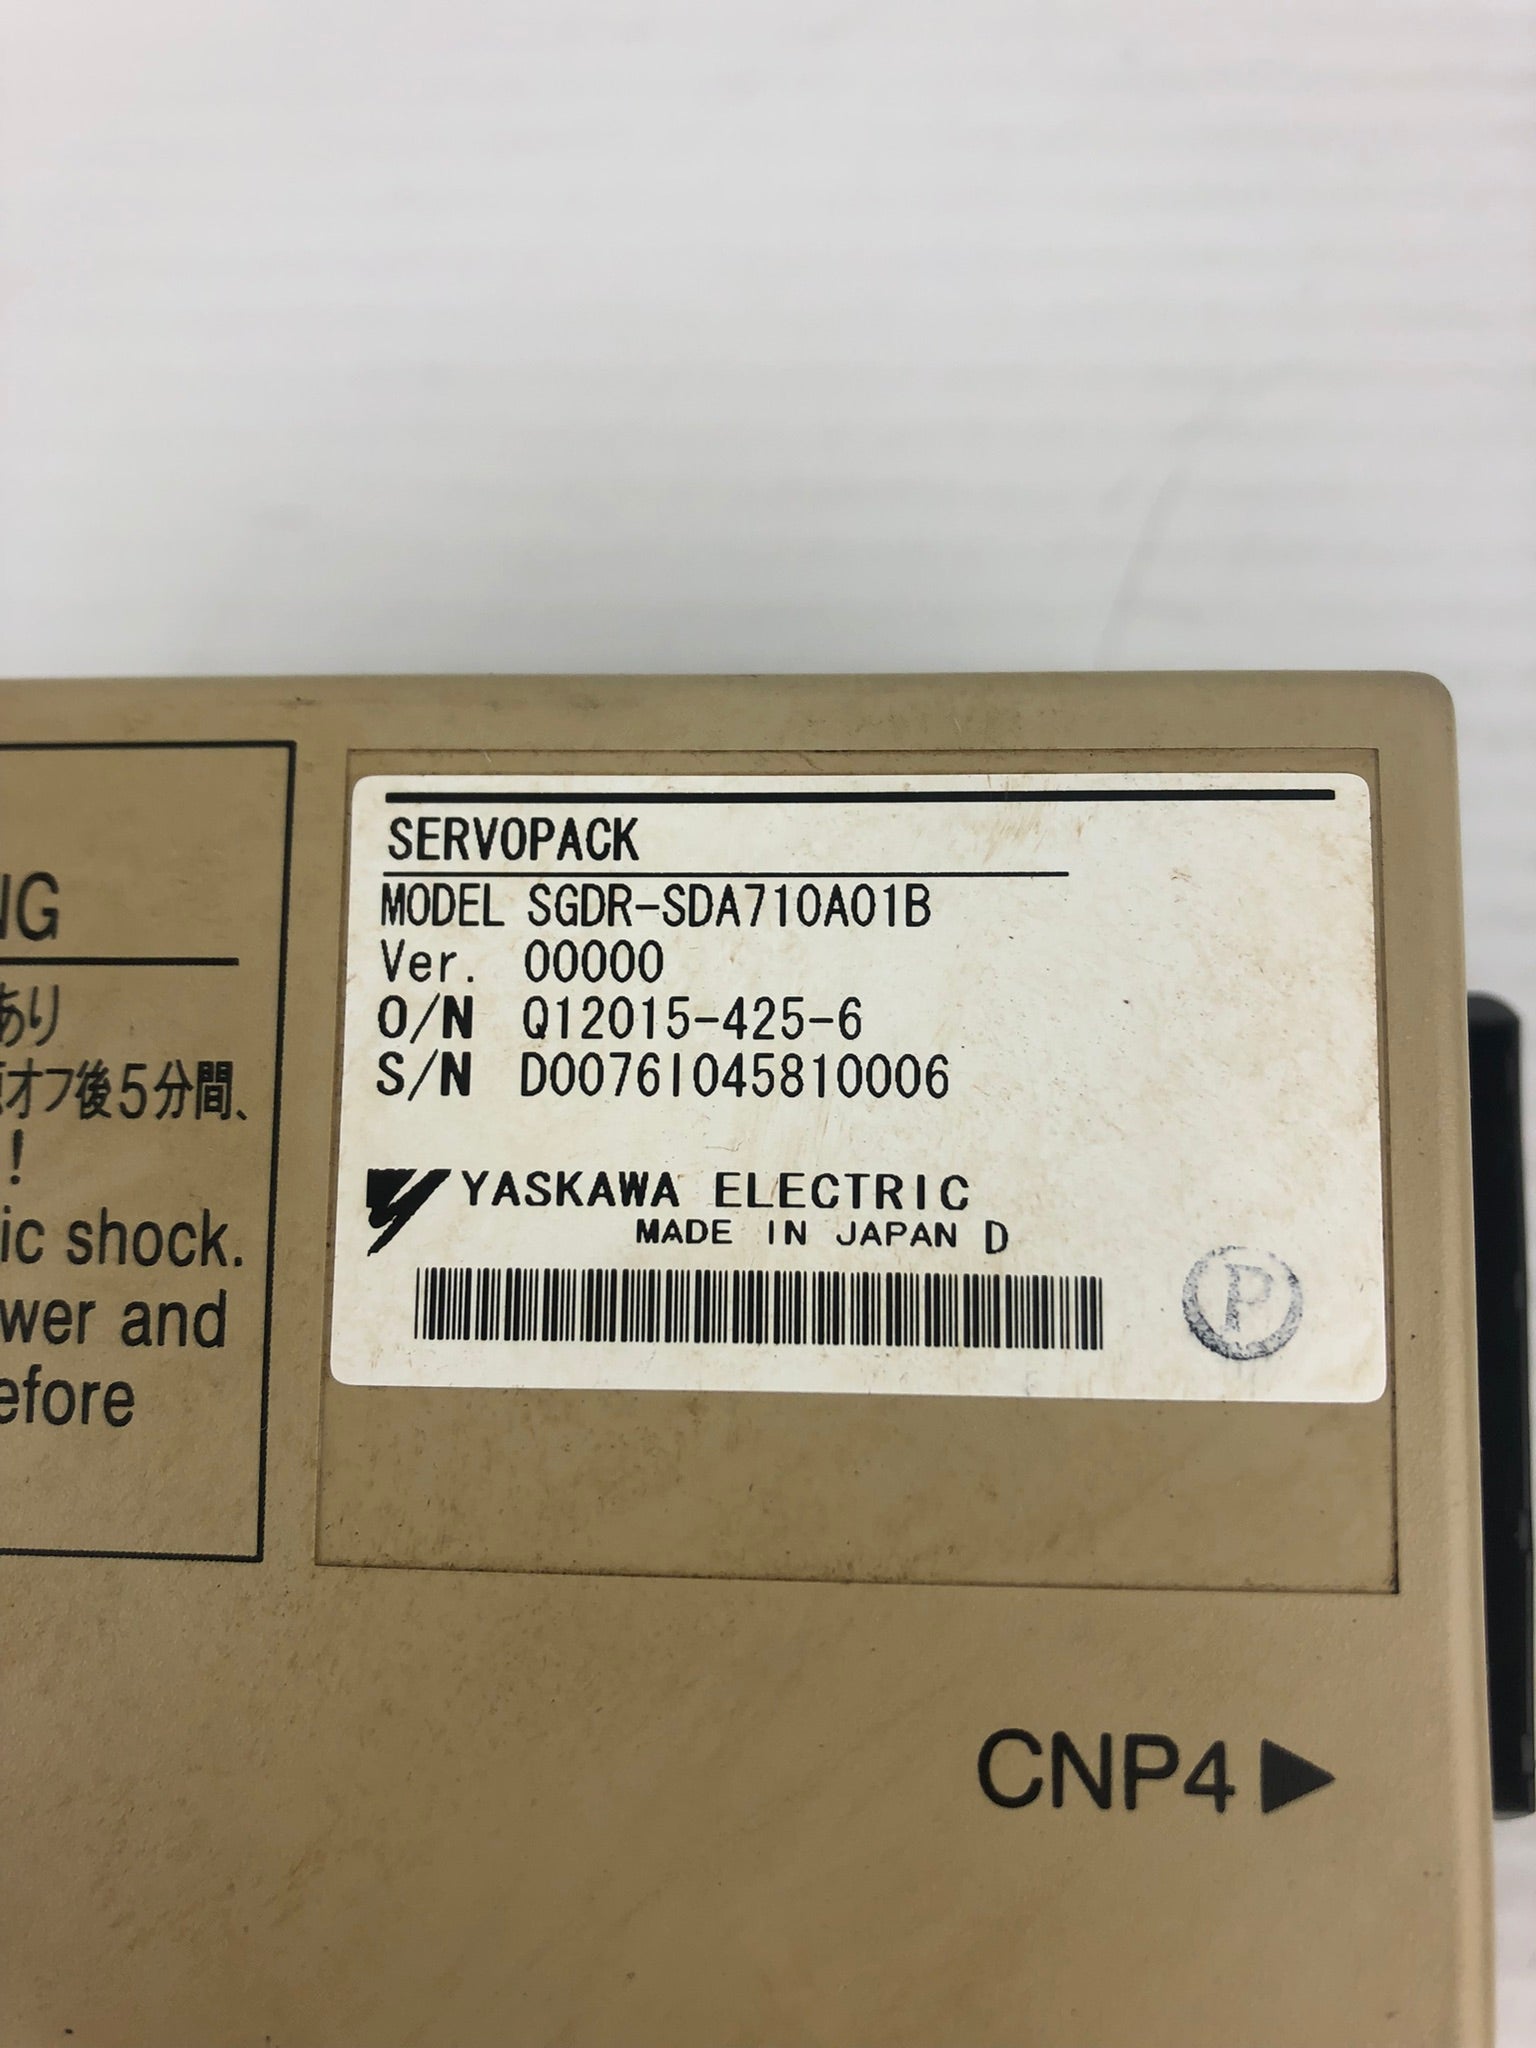 NG
あり
オフ後5分間、
!
ic shock.
wer and
efore
SERVOPACK
MODEL SGDR-SDA710A01B
Ver. 00000
O/N Q12015-425-6
S/N D0076I045810006
YASKAWA ELECTRIC
MADE IN JAPAN D
P
CNP4